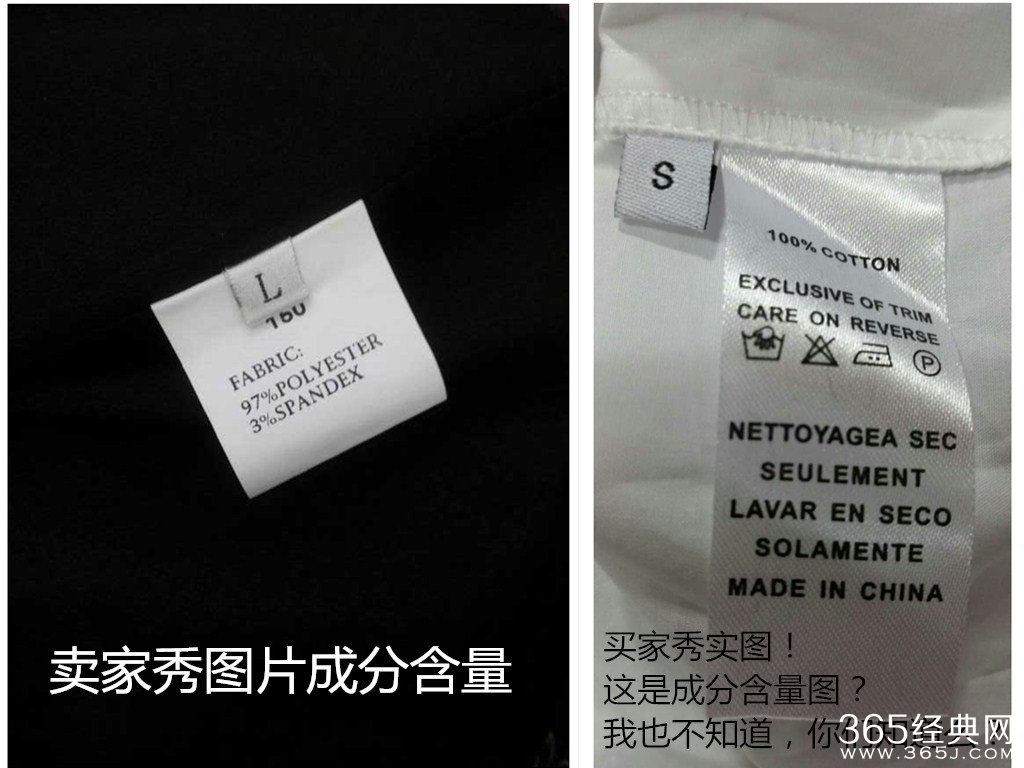 L
160
FABRIC:
97%POLYESTER
3%SPANDEX
卖家秀图片成分含量
S
100% COTTON
EXCLUSIVE OF TRIM
CARE ON REVERSE
P
NETTOYAGEA SEC
SEULEMENT
LAVAR EN SECO
SOLAMENTE
MADE IN CHINA
买家秀实图！
这是成分含量图？
我也不知道，你
365经典网
WWW.365J.COM